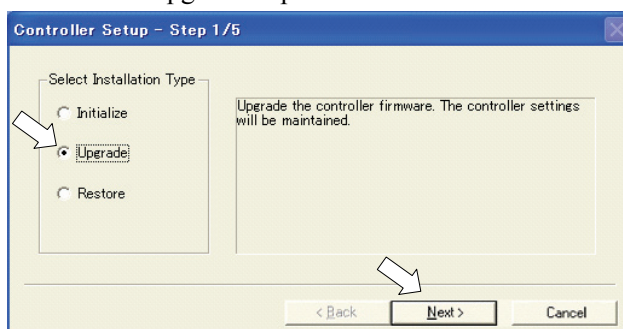 Controller Setup - Step 1/5
Select Installation Type
Initialize
Upgrade
Restore
Upgrade the controller firmware. The controller settings
will be maintained.
< Back
Next >
Cancel